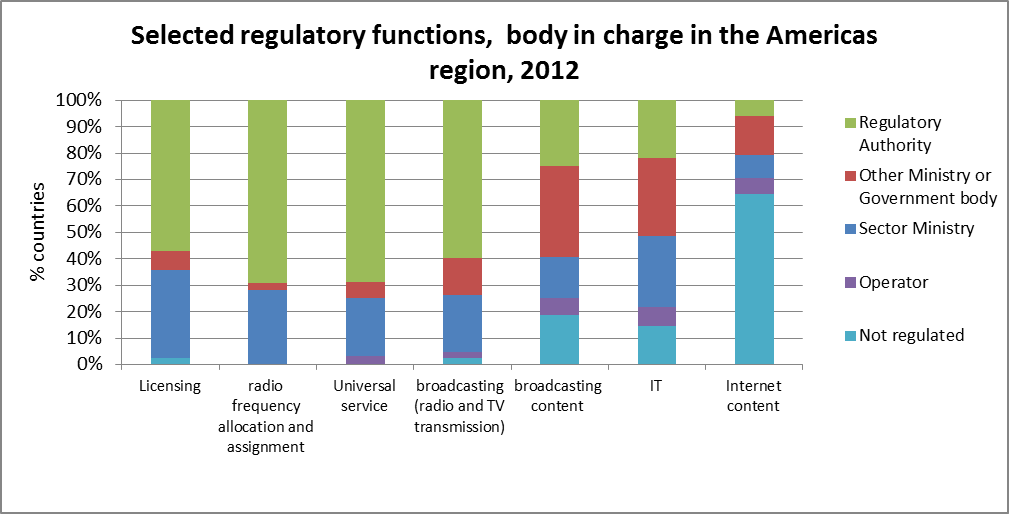 Selected regulatory functions,  body in charge in the Americas
region, 2012
% countries
100%
90%
80%
70%
60%
50%
40%
30%
20%
10%
0%
Licensing
radio
frequency
allocation and
assignment
Universal
service
broadcasting
(radio and TV
transmission)
broadcasting
content
IT
Internet
content
Regulatory
Authority
Other Ministry or
Government body
Sector Ministry
Operator
Not regulated